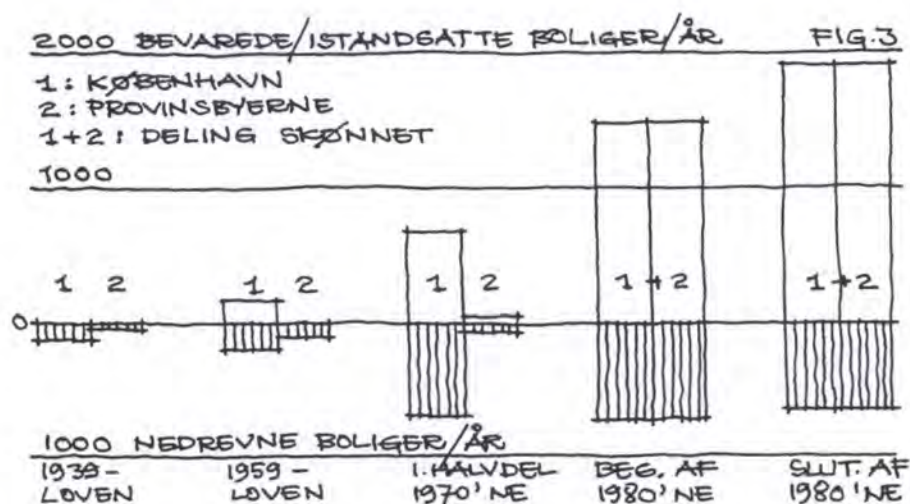 2000 BEVAREDE/ISTANDSATTE BOLIGER/ÅR FIG.3
1: KØBENHAVN
2: PROVINSBYERNE
1+2: DELING SKØNNET
1000
1 2 1 2 1 2 1+2 1+2
0
1000 NEDREVNE BOLIGER/ÅR
1939- 1959- 1. HALVDEL BEG. AF SLUT. AF
LOVEN LOVEN 1970'NE 1980'NE 1980'NE